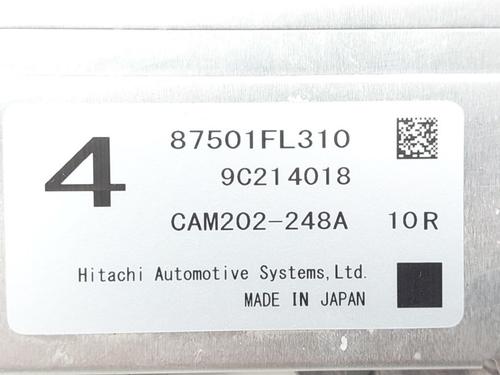 4
87501FL310
9C214018
CAM202-248A 10R
Hitachi Automotive Systems,Ltd.
MADE IN JAPAN